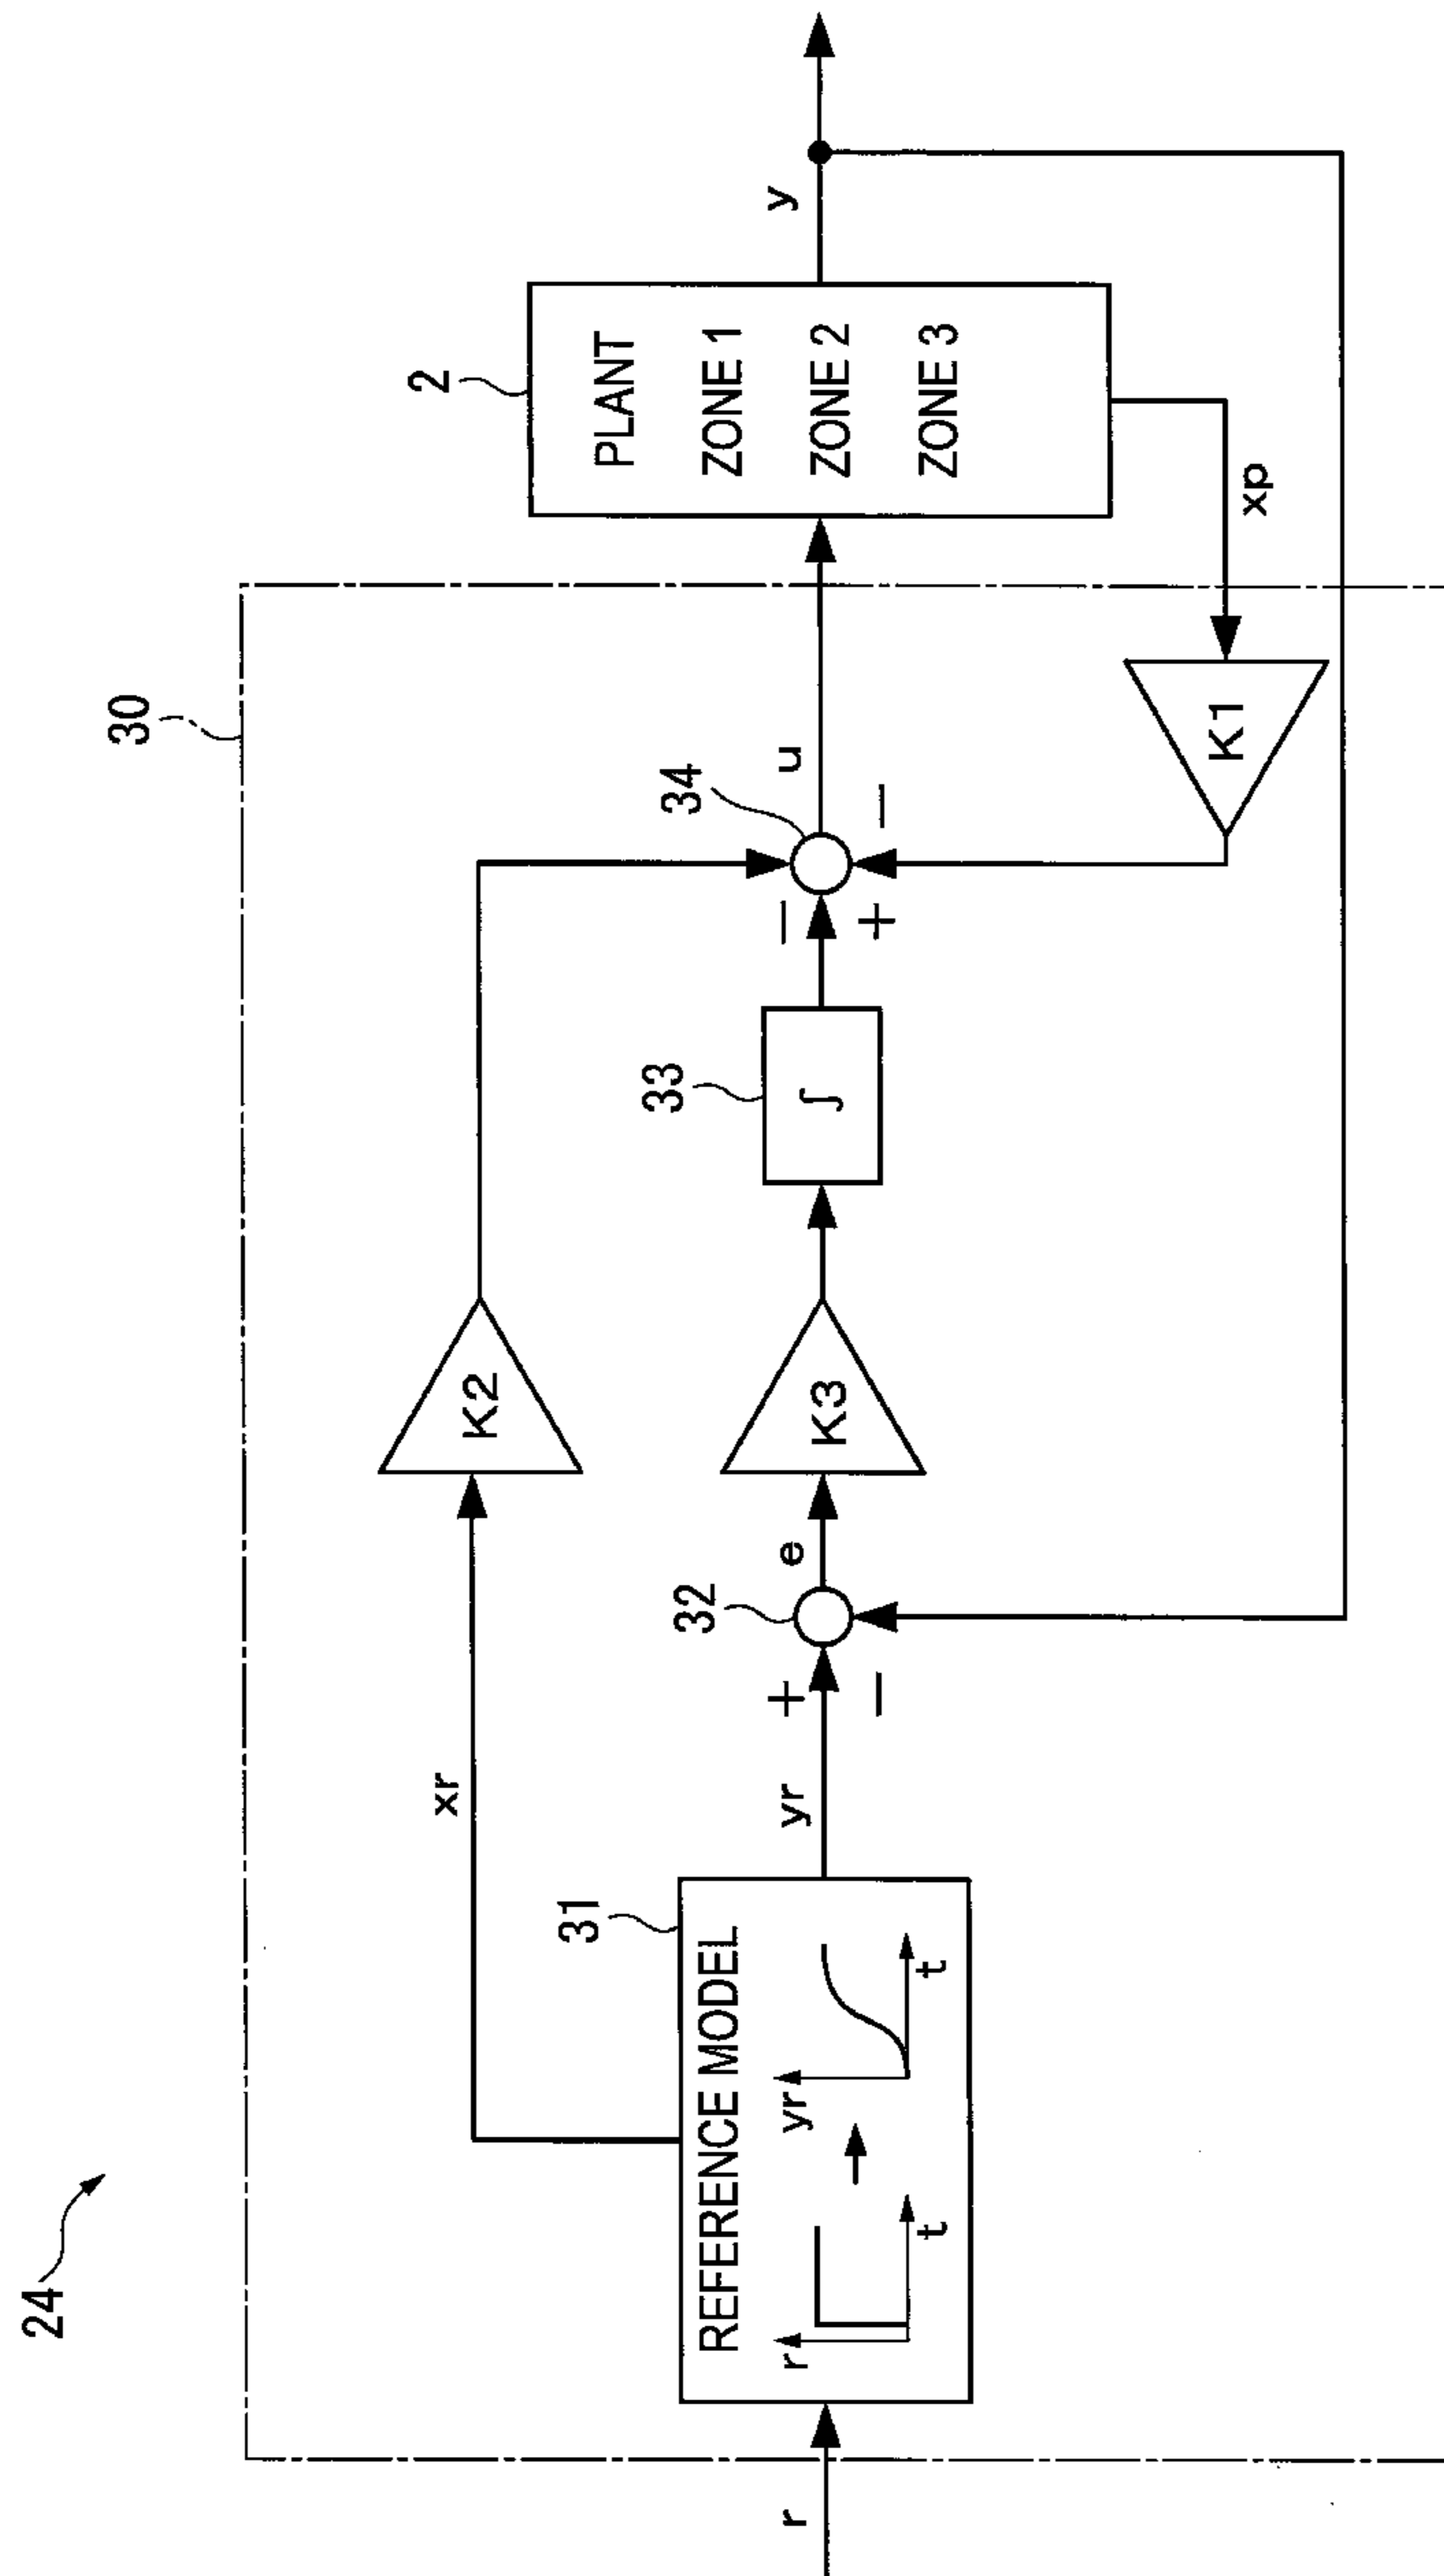 24
30
r
31
REFERENCE MODEL
r
t
yr
t
xr
yr
+
−
32
e
K2
K3
33
∫
34
−
+
−
u
K1
xp
2
PLANT
ZONE 1
ZONE 2
ZONE 3
y